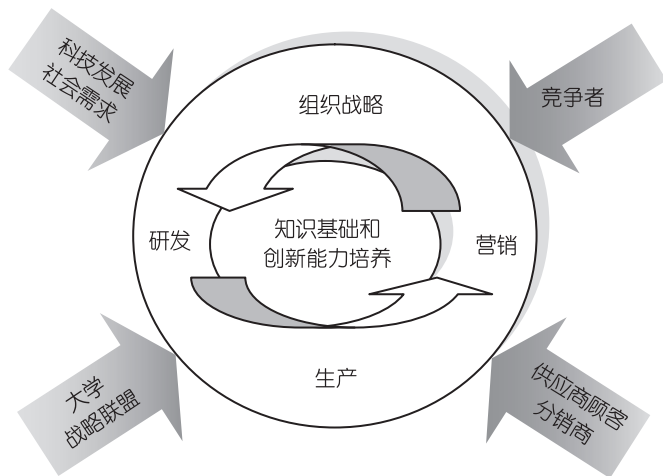 科技发展
社会需求
竞争者
组织战略
研发
知识基础和
创新能力培养
营销
生产
大学
战略联盟
供应商顾客
分销商